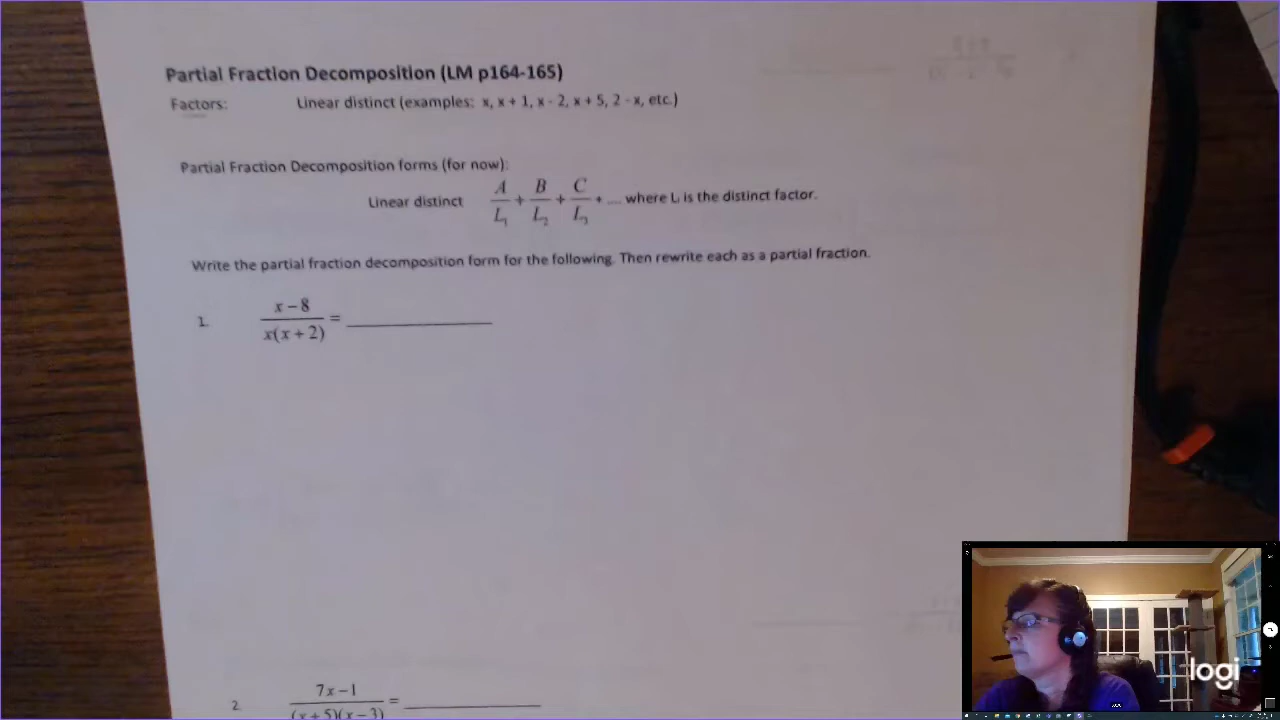 Partial Fraction Decomposition (LM p164-165)
Factors: Linear distinct (examples: x, x + 1, x - 2, x + 5, 2 - x, etc.)
Partial Fraction Decomposition forms (for now):
Linear distinct A/L₁ + B/L₂ + C/L₃ + .... where Lᵢ is the distinct factor.
Write the partial fraction decomposition form for the following. Then rewrite each as a partial fraction.
1. (x − 8)/(x(x + 2)) = ____________
2. (7x − 1)/((x + 5)(x − 3)) = ____________
logi